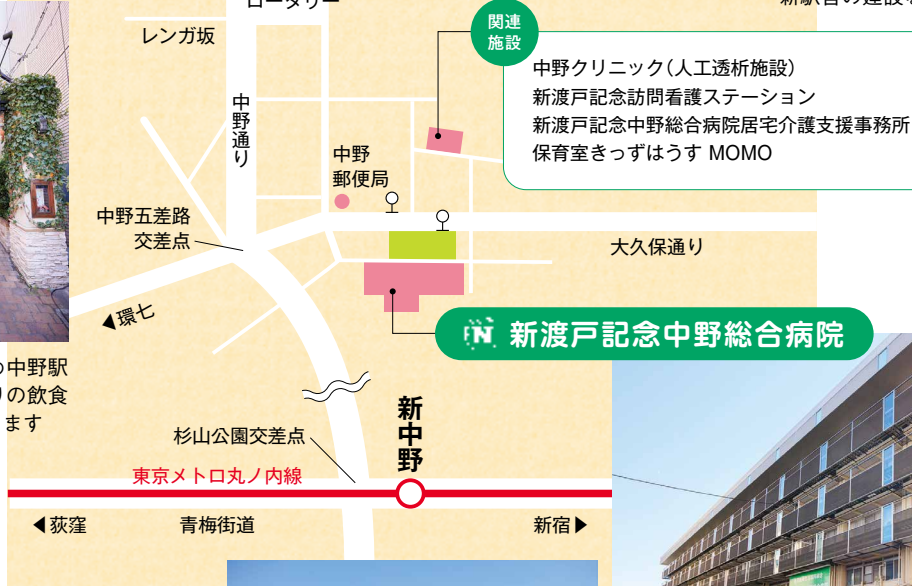 ロータリー
新駅舎の建設
レンガ坂
関連
施設
中野クリニック（人工透析施設）
新渡戸記念訪問看護ステーション
新渡戸記念中野総合病院居宅介護支援事務所
保育室きっずはうす MOMO
中野通り
中野
郵便局
中野五差路
交差点
大久保通り
◀環七
新渡戸記念中野総合病院
の中野駅
りの飲食
ます
新中野
杉山公園交差点
東京メトロ丸ノ内線
◀荻窪
青梅街道
新宿▶